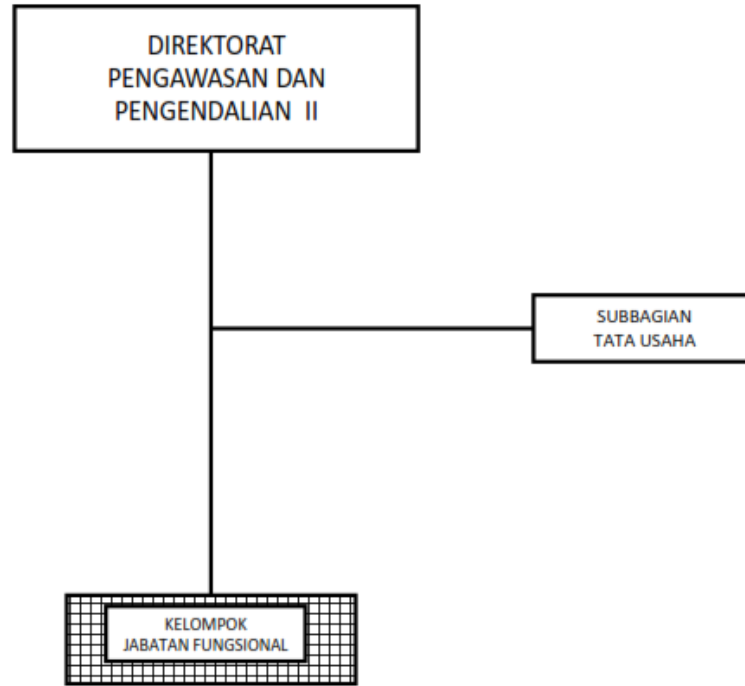 DIREKTORAT
PENGAWASAN DAN
PENGENDALIAN II
SUBBAGIAN
TATA USAHA
KELOMPOK
JABATAN FUNGSIONAL